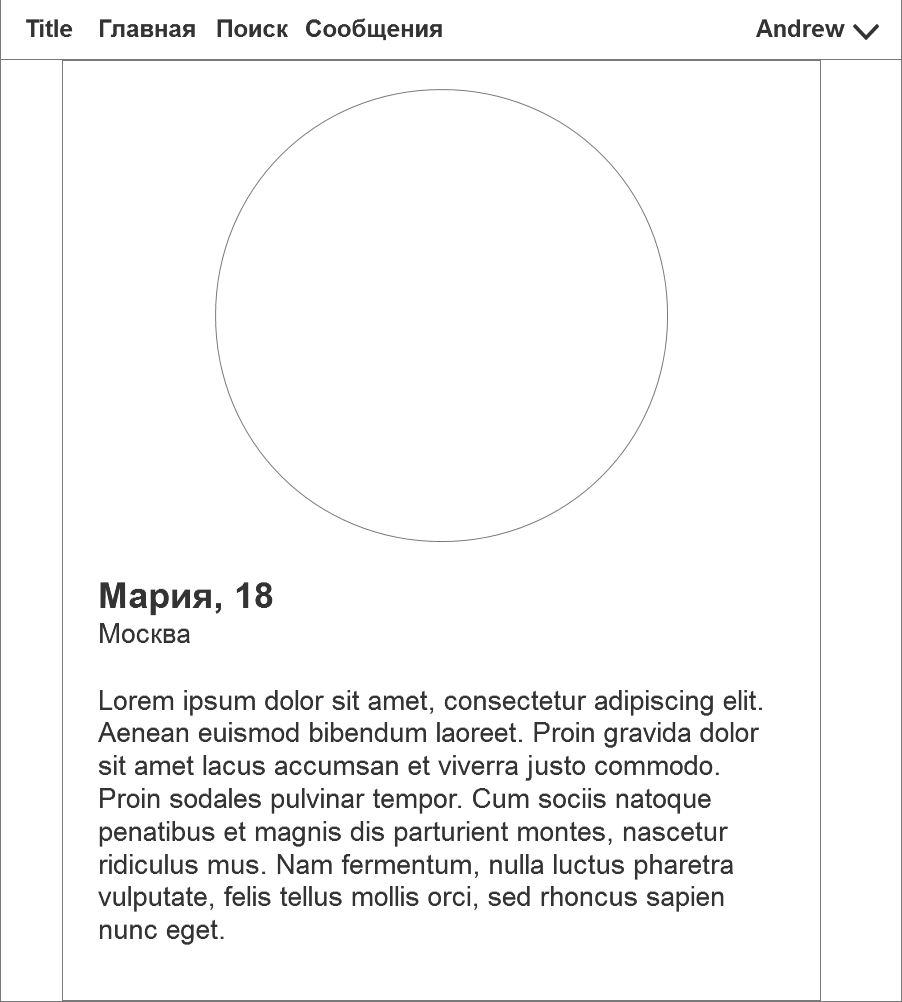 Title Главная Поиск Сообщения Andrew
Мария, 18
Москва
Lorem ipsum dolor sit amet, consectetur adipiscing elit.
Aenean euismod bibendum laoreet. Proin gravida dolor
sit amet lacus accumsan et viverra justo commodo.
Proin sodales pulvinar tempor. Cum sociis natoque
penatibus et magnis dis parturient montes, nascetur
ridiculus mus. Nam fermentum, nulla luctus pharetra
vulputate, felis tellus mollis orci, sed rhoncus sapien
nunc eget.